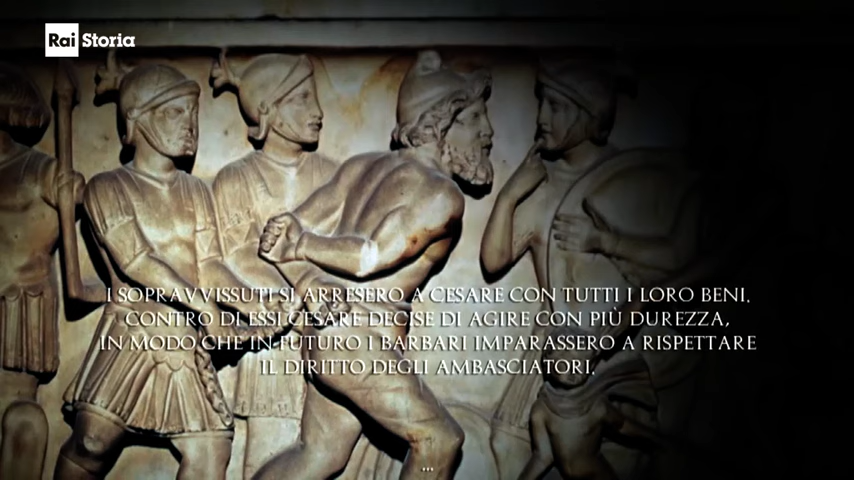 Rai Storia
I SOPRAVVISSUTI SI ARRESERO A CESARE CON TUTTI I LORO BENI.
CONTRO DI ESSI CESARE DECISE DI AGIRE CON PIÙ DUREZZA,
IN MODO CHE IN FUTURO I BARBARI IMPARASSERO A RISPETTARE
IL DIRITTO DEGLI AMBASCIATORI.
...